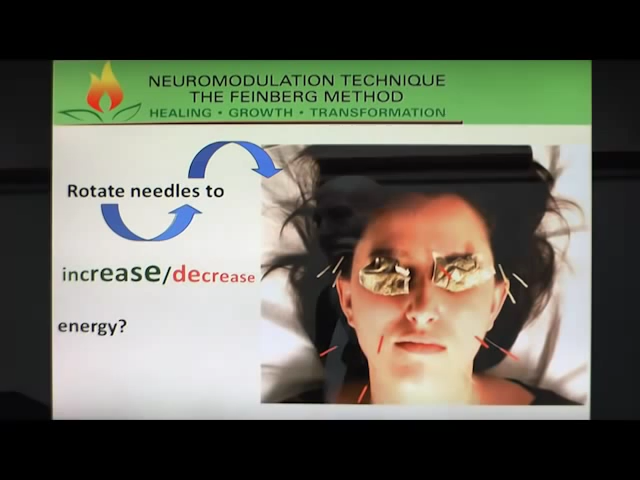 NEUROMODULATION TECHNIQUE
THE FEINBERG METHOD
HEALING • GROWTH • TRANSFORMATION
Rotate needles to
increase/decrease
energy?